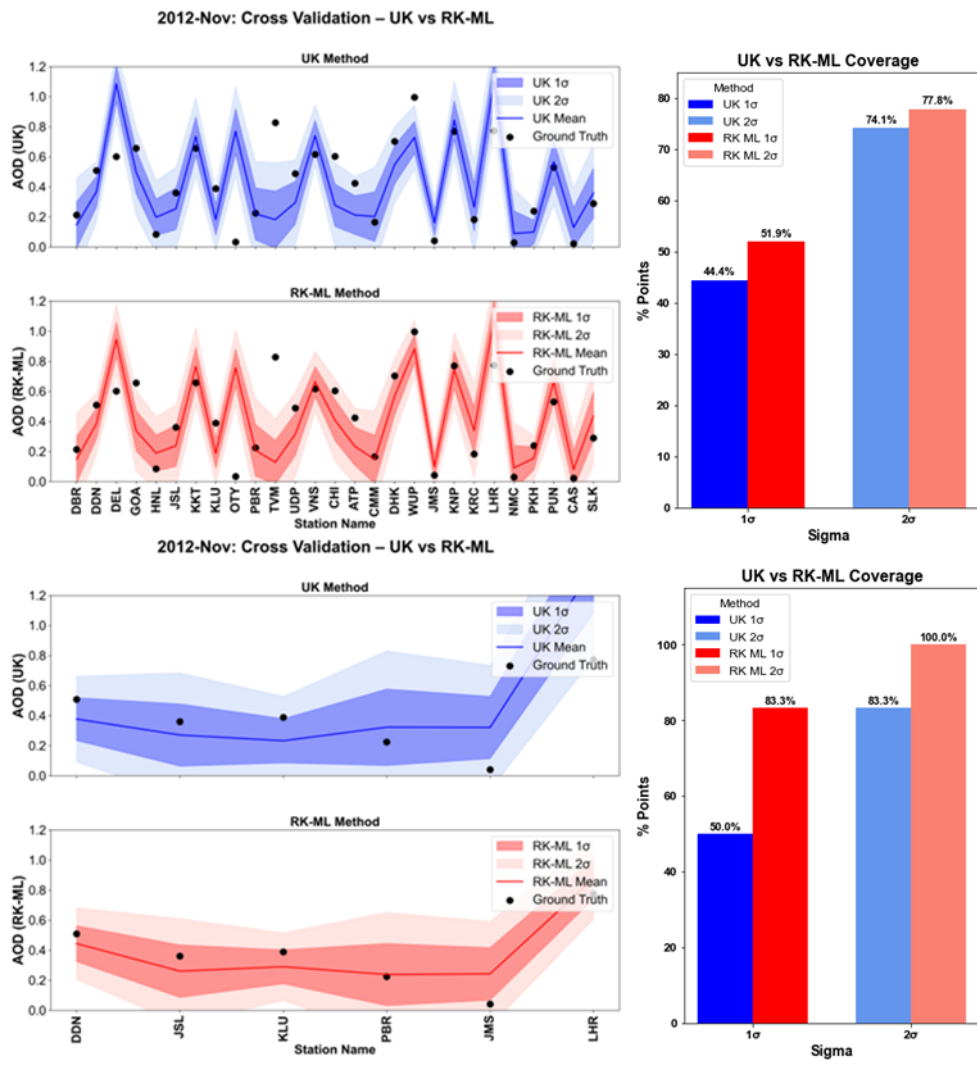 2012-Nov: Cross Validation – UK vs RK-ML
UK Method
AOD (UK)
1.2
1.0
0.8
0.6
0.4
0.2
0.0
UK 1σ
UK 2σ
UK Mean
Ground Truth
RK-ML Method
AOD (RK-ML)
1.2
1.0
0.8
0.6
0.4
0.2
0.0
RK-ML 1σ
RK-ML 2σ
RK-ML Mean
Ground Truth
DBR DDN DEL GOA HNL JSL KKT KLU OTY PBR TVM UDP VNS CHI ATP CMM DHK WUP JMS KNP KRC LHR NMC PKH PUN CAS SLK
Station Name
UK vs RK-ML Coverage
Method
UK 1σ
UK 2σ
RK ML 1σ
RK ML 2σ
% Points
80
70
60
50
40
30
20
10
0
44.4%
51.9%
74.1%
77.8%
1σ 2σ
Sigma
2012-Nov: Cross Validation – UK vs RK-ML
UK Method
AOD (UK)
1.2
1.0
0.8
0.6
0.4
0.2
0.0
UK 1σ
UK 2σ
UK Mean
Ground Truth
RK-ML Method
AOD (RK-ML)
1.2
1.0
0.8
0.6
0.4
0.2
0.0
RK-ML 1σ
RK-ML 2σ
RK-ML Mean
Ground Truth
DDN JSL KLU PBR JMS LHR
Station Name
UK vs RK-ML Coverage
Method
UK 1σ
UK 2σ
RK ML 1σ
RK ML 2σ
% Points
100
80
60
40
20
0
50.0%
83.3%
83.3%
100.0%
1σ 2σ
Sigma